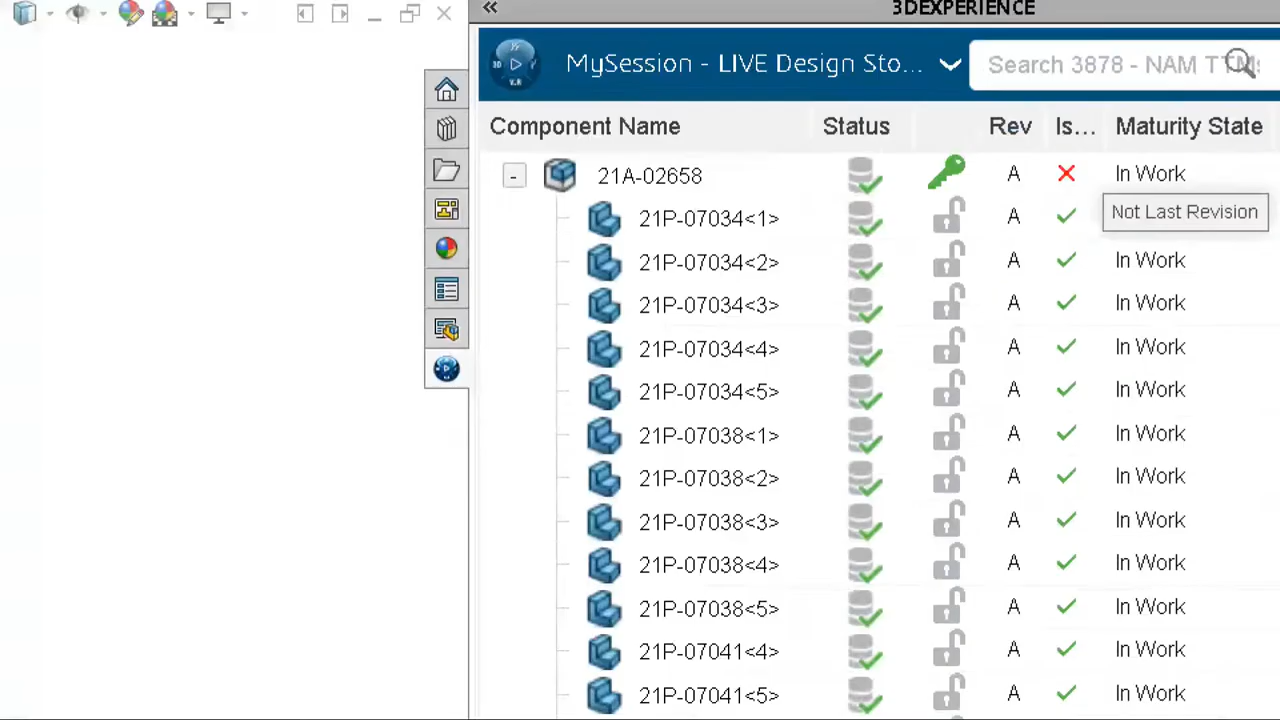 3DEXPERIENCE
MySession - LIVE Design Sto... Search 3878 - NAM TTM
Component Name Status Rev Is... Maturity State
- 21A-02658 A In Work
Not Last Revision
21P-07034<1> A
21P-07034<2> A In Work
21P-07034<3> A In Work
21P-07034<4> A In Work
21P-07034<5> A In Work
21P-07038<1> A In Work
21P-07038<2> A In Work
21P-07038<3> A In Work
21P-07038<4> A In Work
21P-07038<5> A In Work
21P-07041<4> A In Work
21P-07041<5> A In Work